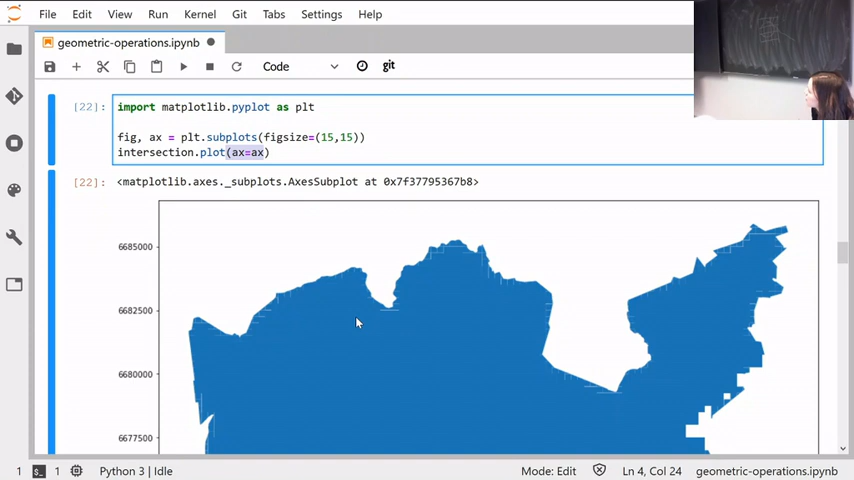 File Edit View Run Kernel Git Tabs Settings Help
geometric-operations.ipynb
Code git
[22]: import matplotlib.pyplot as plt
fig, ax = plt.subplots(figsize=(15,15))
intersection.plot(ax=ax)
[22]: <matplotlib.axes._subplots.AxesSubplot at 0x7f37795367b8>
6685000
6682500
6680000
6677500
1 1 Python 3 | Idle Mode: Edit Ln 4, Col 24 geometric-operations.ipynb